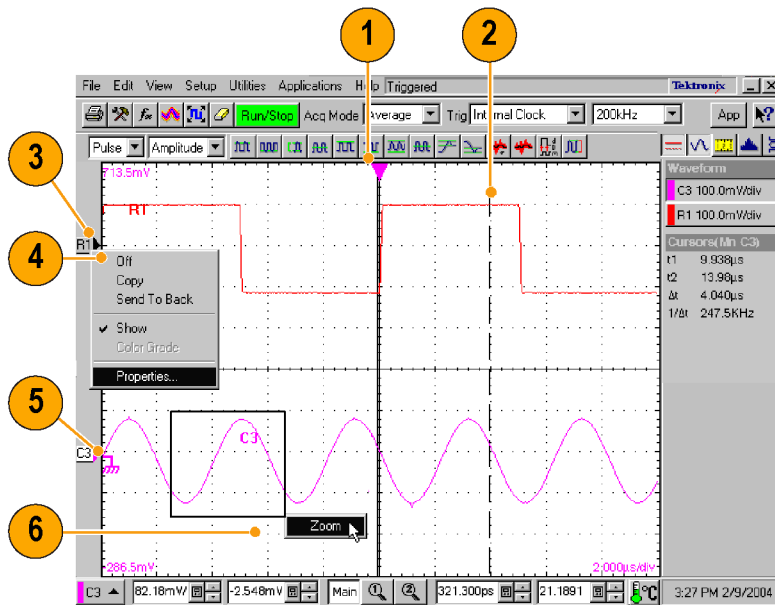 1
2
File Edit View Setup Utilities Applications Help Triggered
Tektronix
Run/Stop Acq Mode Average Trig Internal Clock 200kHz
App
Pulse Amplitude
3
713.5mV
Waveform
C3 100.0mV/div
R1
R1 100.0mV/div
R1
4
Off
Copy
Send To Back
Show
Color Grade
Properties...
Cursors(Mn C3)
t1 9.938µs
t2 13.98µs
Δt 4.040µs
1/Δt 247.5KHz
5
C3
C3
6
Zoom
286.5mV
2.000µs/div
C3 82.18mV/ -2.548mV Main 1 2 321.300ps 21.1891 °C 3:27 PM 2/9/2004